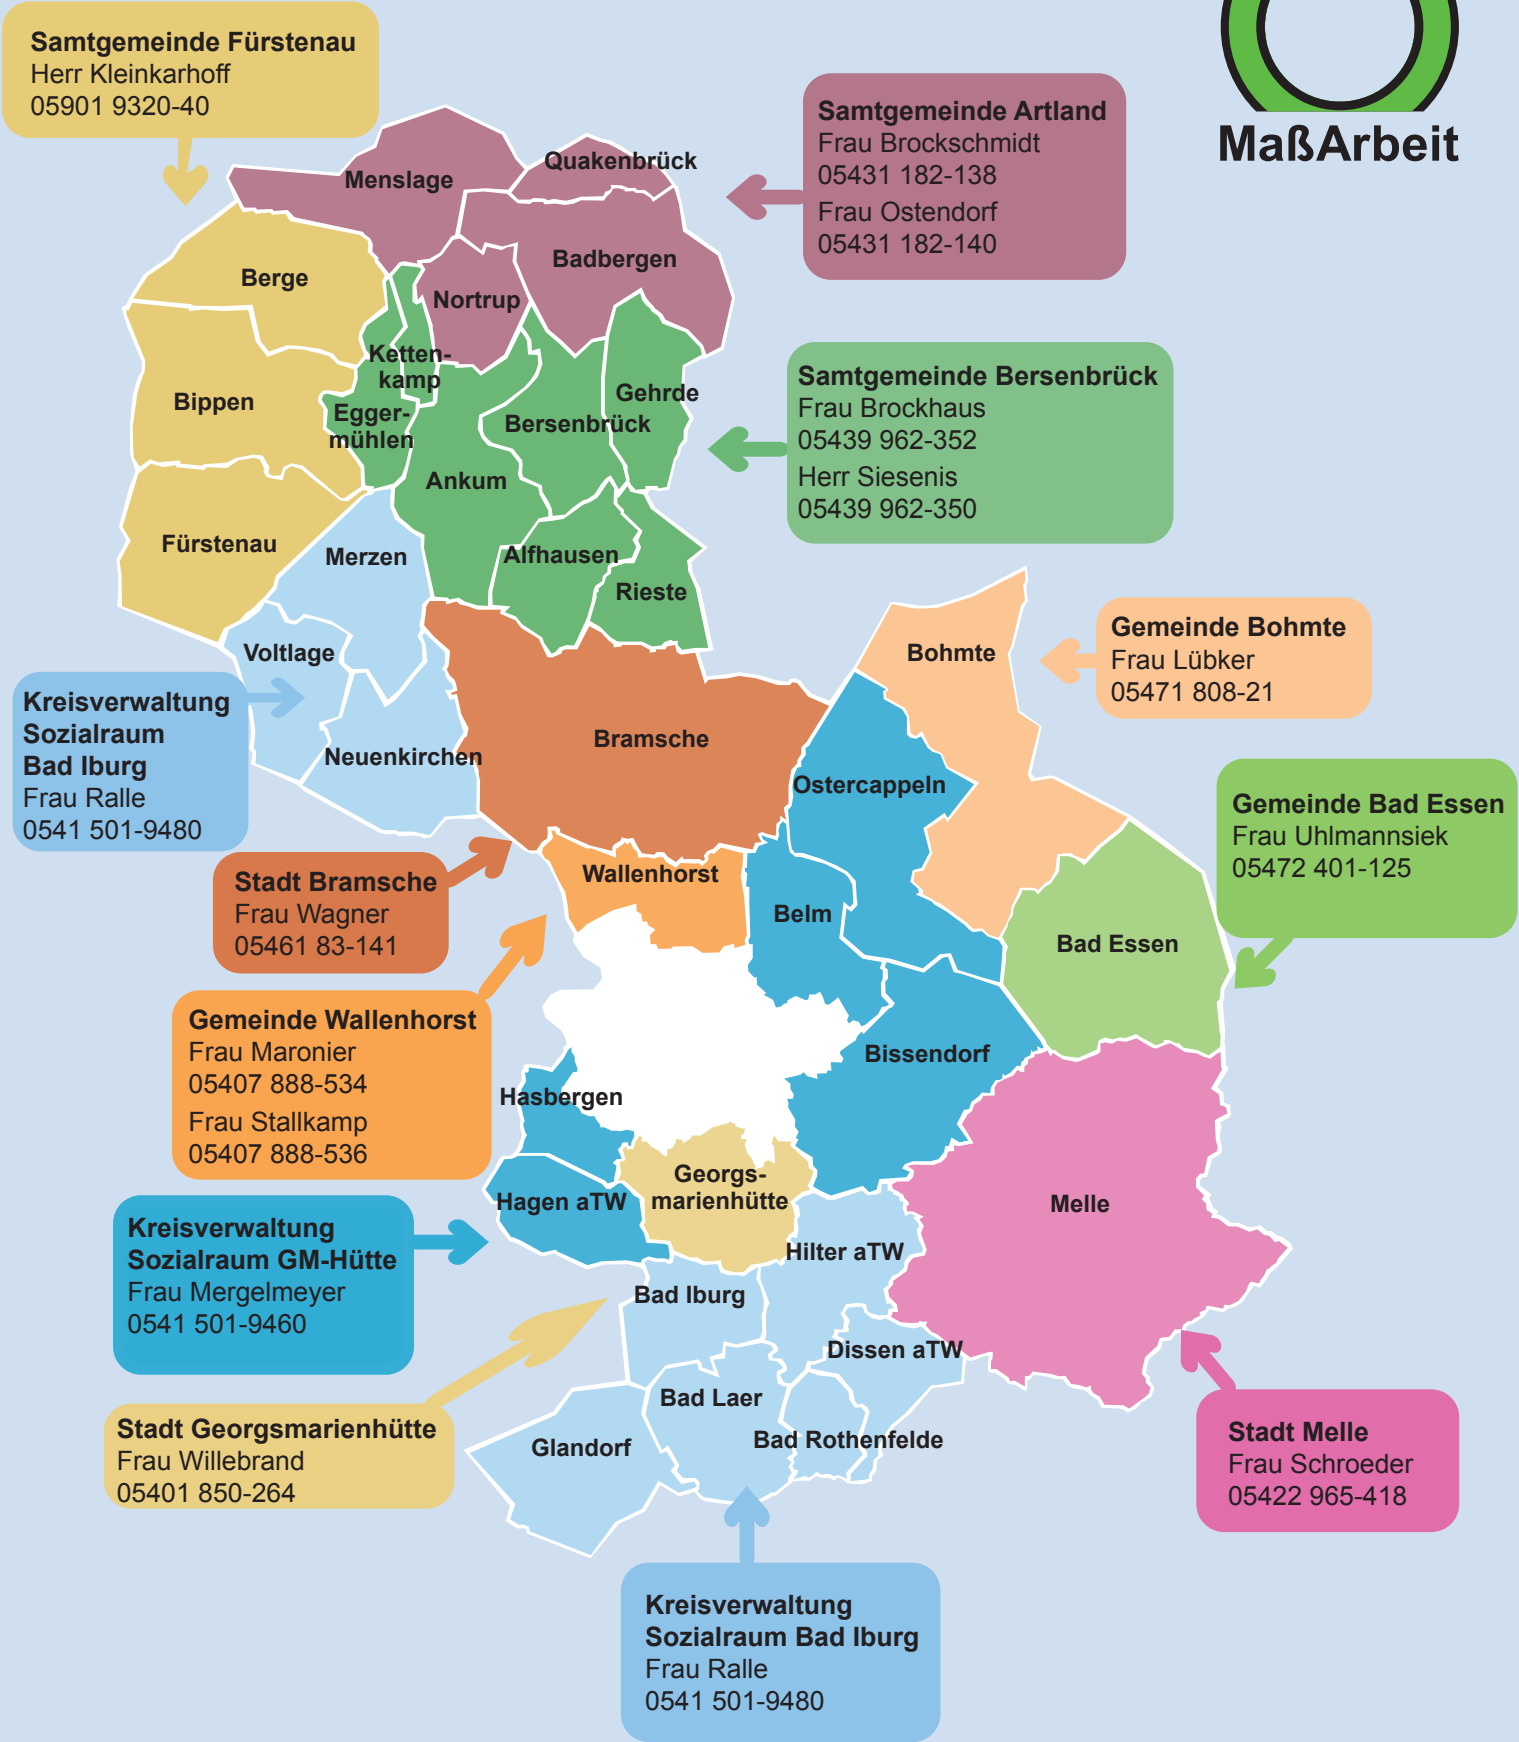 Samtgemeinde Fürstenau
Herr Kleinkarhoff
05901 9320-40
MaßArbeit
Samtgemeinde Artland
Frau Brockschmidt
05431 182-138
Frau Ostendorf
05431 182-140
Menslage
Quakenbrück
Badbergen
Nortrup
Berge
Bippen
Fürstenau
Ketten-
kamp
Egger-
mühlen
Ankum
Bersenbrück
Gehrde
Alfhausen
Rieste
Samtgemeinde Bersenbrück
Frau Brockhaus
05439 962-352
Herr Siesenis
05439 962-350
Merzen
Voltlage
Neuenkirchen
Kreisverwaltung
Sozialraum
Bad Iburg
Frau Ralle
0541 501-9480
Bramsche
Bohmte
Gemeinde Bohmte
Frau Lübker
05471 808-21
Ostercappeln
Gemeinde Bad Essen
Frau Uhlmannsiek
05472 401-125
Stadt Bramsche
Frau Wagner
05461 83-141
Wallenhorst
Belm
Bad Essen
Gemeinde Wallenhorst
Frau Maronier
05407 888-534
Frau Stallkamp
05407 888-536
Bissendorf
Hasbergen
Hagen aTW
Georgs-
marienhütte
Melle
Kreisverwaltung
Sozialraum GM-Hütte
Frau Mergelmeyer
0541 501-9460
Hilter aTW
Bad Iburg
Dissen aTW
Bad Laer
Bad Rothenfelde
Glandorf
Stadt Georgsmarienhütte
Frau Willebrand
05401 850-264
Stadt Melle
Frau Schroeder
05422 965-418
Kreisverwaltung
Sozialraum Bad Iburg
Frau Ralle
0541 501-9480